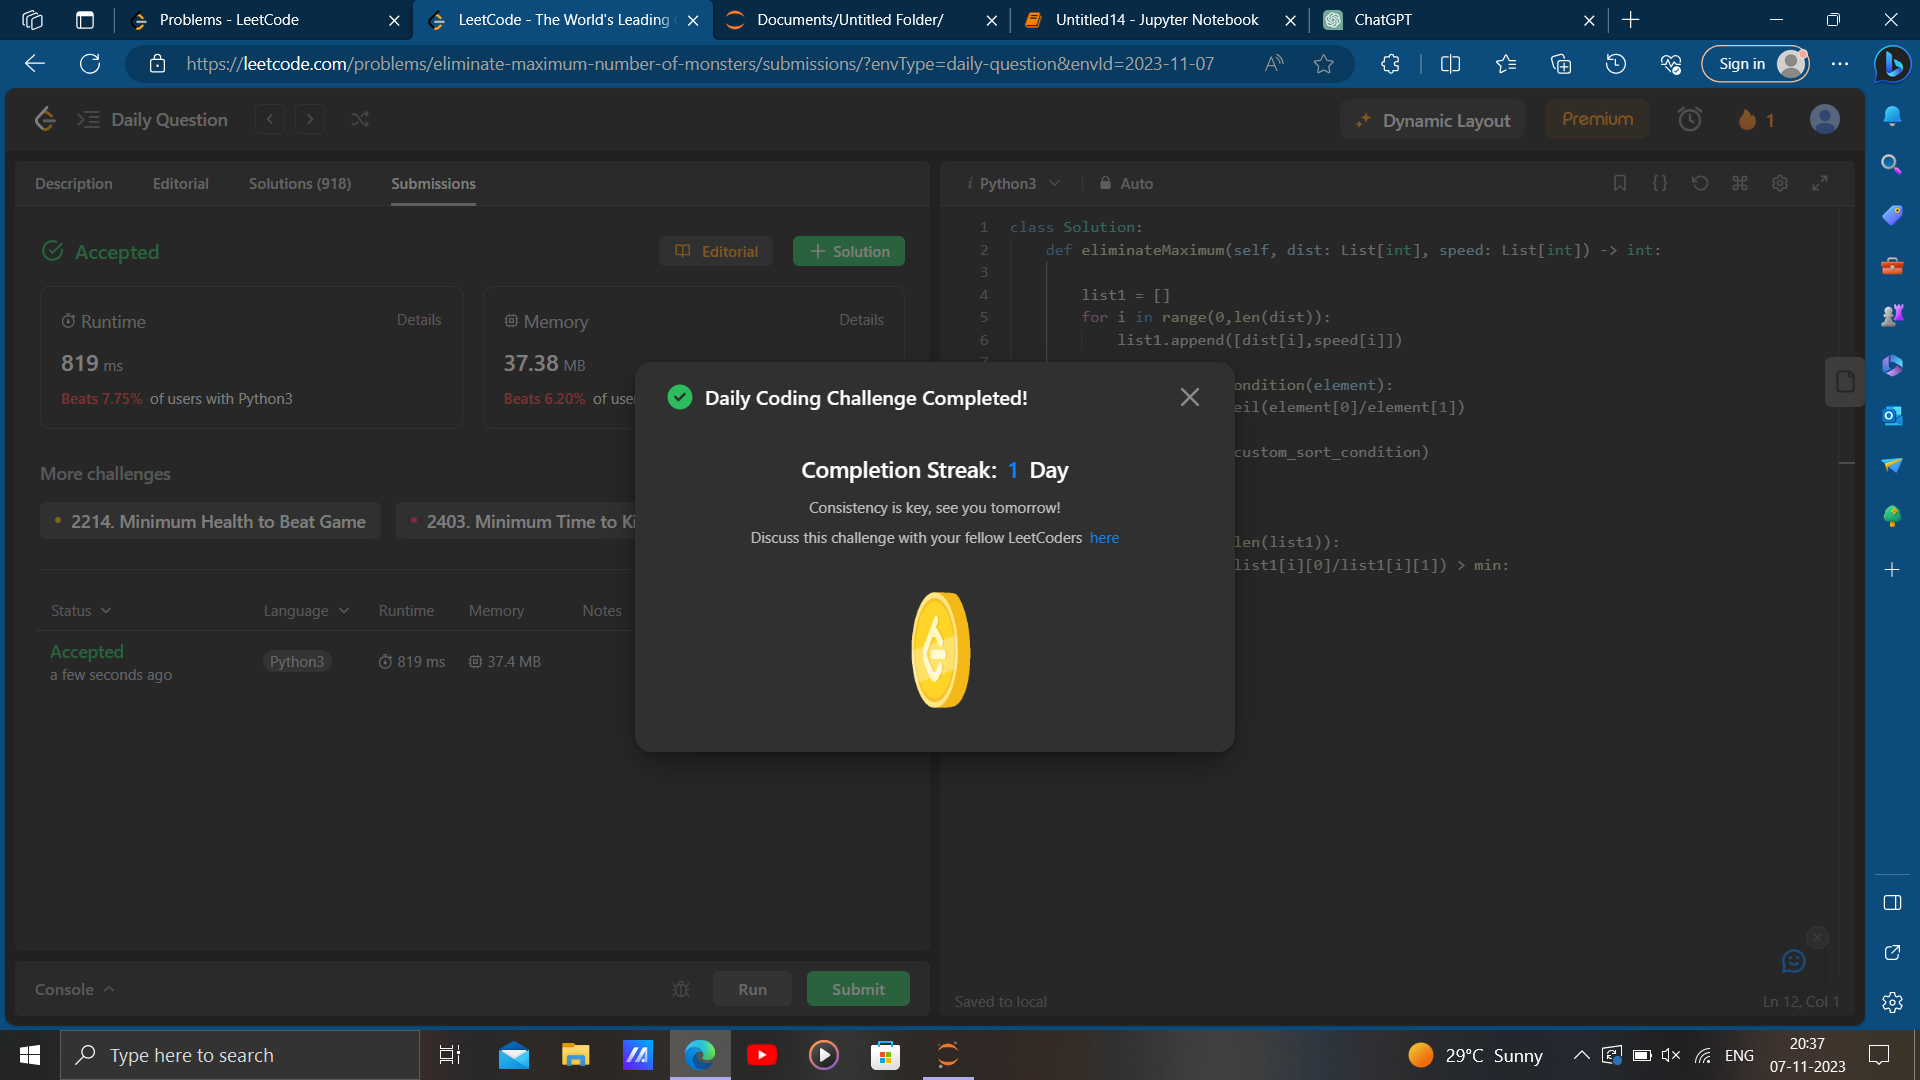 Problems - LeetCode
LeetCode - The World's Leading
Documents/Untitled Folder/
Untitled14 - Jupyter Notebook
ChatGPT
https://leetcode.com/problems/eliminate-maximum-number-of-monsters/submissions/?envType=daily-question&envId=2023-11-07
Sign in
Daily Question
Dynamic Layout
Premium
1
Description
Editorial
Solutions (918)
Submissions
i Python3
Auto
Accepted
Editorial
+ Solution
Runtime
Details
819 ms
Beats 7.75% of users with Python3
Memory
Details
37.38 MB
Beats 6.20% of use
More challenges
2214. Minimum Health to Beat Game
2403. Minimum Time to Ki
Status
Language
Runtime
Memory
Notes
Accepted
a few seconds ago
Python3
819 ms
37.4 MB
1 class Solution:
2 def eliminateMaximum(self, dist: List[int], speed: List[int]) -> int:
3
4 list1 = []
5 for i in range(0,len(dist)):
6 list1.append([dist[i],speed[i]])
7
ondition(element):
eil(element[0]/element[1])
custom_sort_condition)
len(list1)):
list1[i][0]/list1[i][1]) > min:
Daily Coding Challenge Completed!
Completion Streak: 1 Day
Consistency is key, see you tomorrow!
Discuss this challenge with your fellow LeetCoders here
Console
Run
Submit
Saved to local
Ln 12, Col 1
Type here to search
29°C Sunny
ENG
20:37
07-11-2023